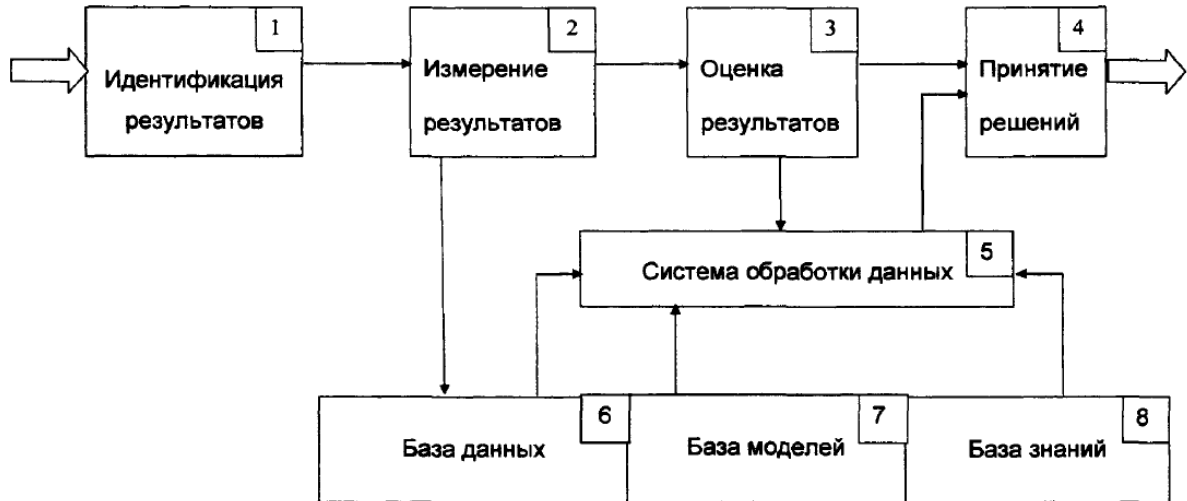 1
Идентификация
результатов
2
Измерение
результатов
3
Оценка
результатов
4
Принятие
решений
5
Система обработки данных
6
База данных
7
База моделей
8
База знаний